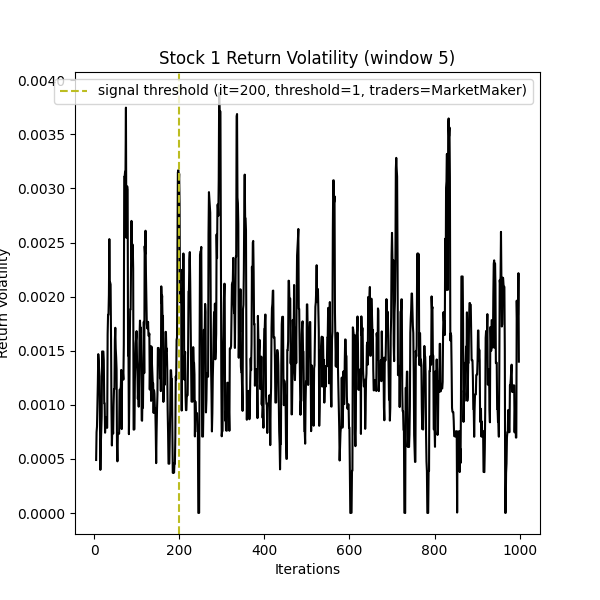 Stock 1 Return Volatility (window 5)
signal threshold (it=200, threshold=1, traders=MarketMaker)
0.0040
0.0035
0.0030
0.0025
0.0020
0.0015
0.0010
0.0005
0.0000
Return Volatility
0 200 400 600 800 1000
Iterations